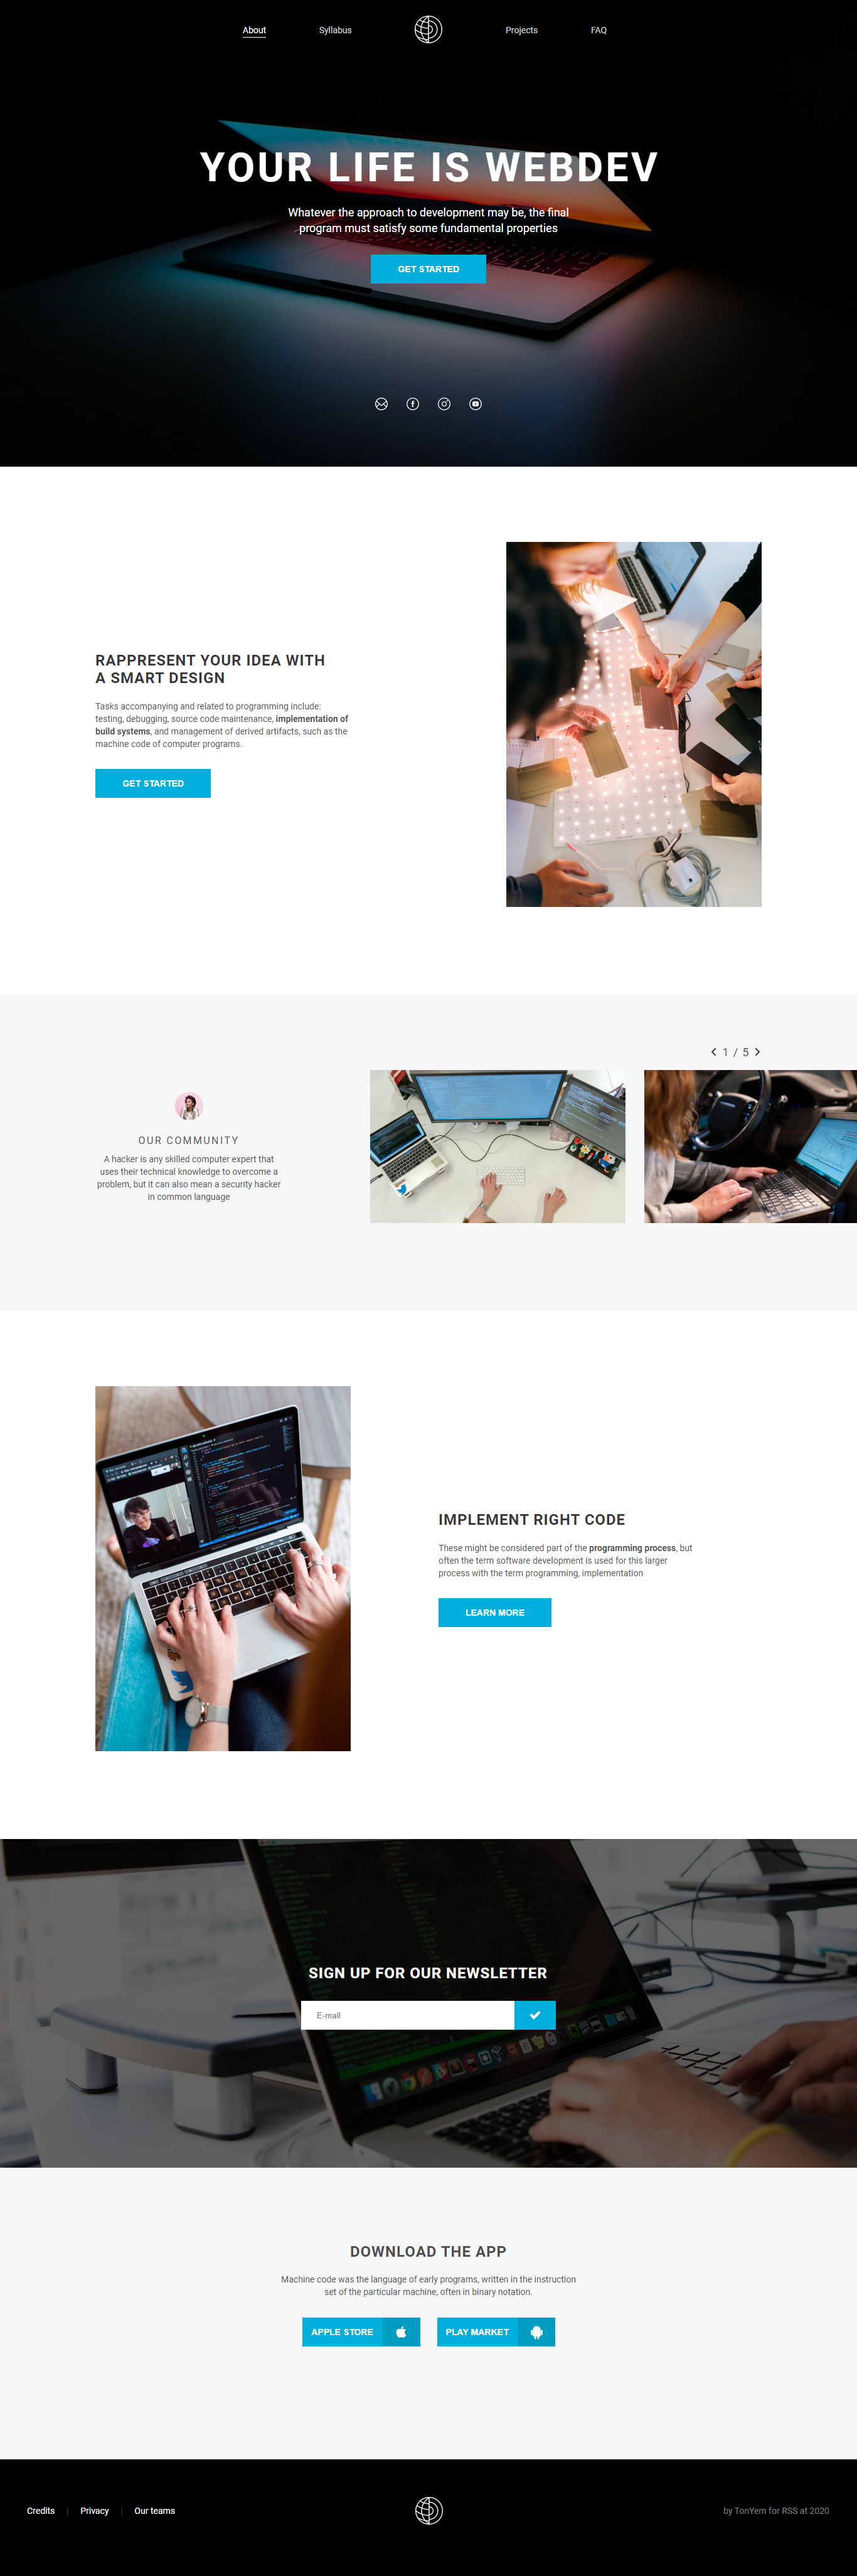 About
Syllabus
Projects
FAQ
YOUR LIFE IS WEBDEV
Whatever the approach to development may be, the final
program must satisfy some fundamental properties
GET STARTED
RAPPRESENT YOUR IDEA WITH
A SMART DESIGN
Tasks accompanying and related to programming include:
testing, debugging, source code maintenance, implementation of
build systems, and management of derived artifacts, such as the
machine code of computer programs.
GET STARTED
1 / 5
OUR COMMUNITY
A hacker is any skilled computer expert that
uses their technical knowledge to overcome a
problem, but it can also mean a security hacker
in common language
IMPLEMENT RIGHT CODE
These might be considered part of the programming process, but
often the term software development is used for this larger
process with the term programming, implementation
LEARN MORE
SIGN UP FOR OUR NEWSLETTER
E-mail
DOWNLOAD THE APP
Machine code was the language of early programs, written in the instruction
set of the particular machine, often in binary notation.
APPLE STORE
PLAY MARKET
Credits
Privacy
Our teams
by TonYem for RSS at 2020